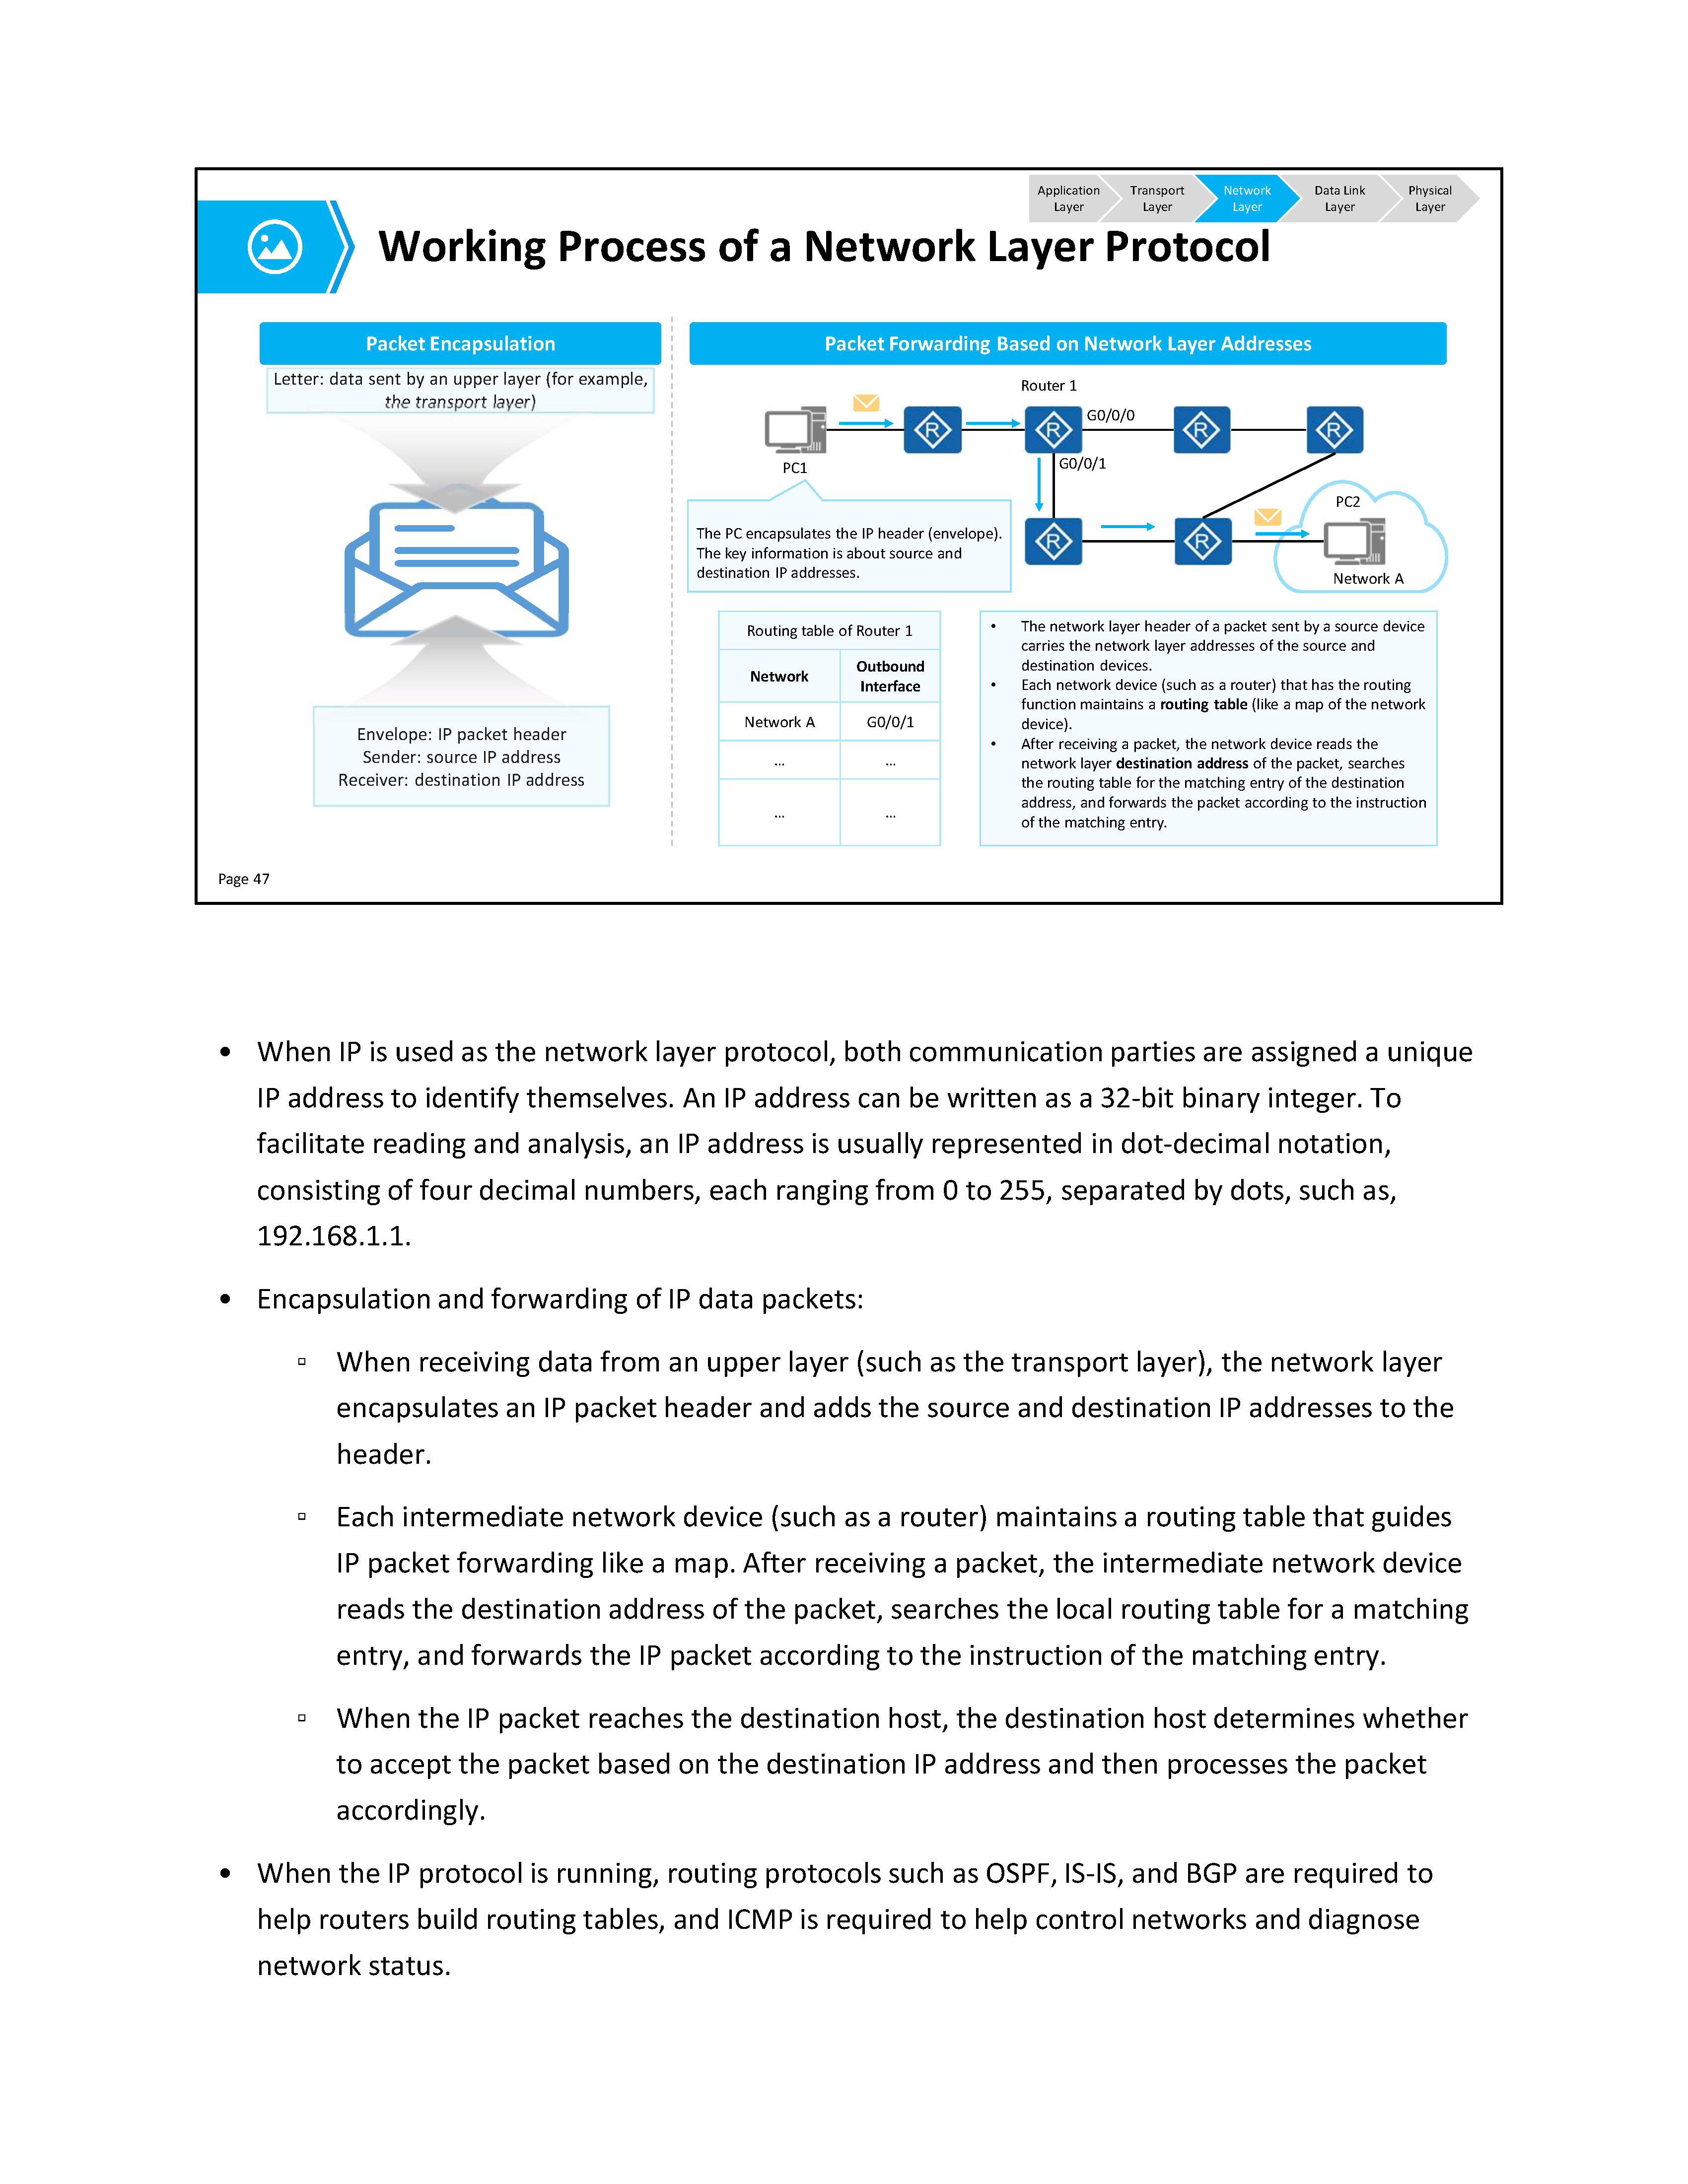 Application
Layer
Transport
Layer
Network
Layer
Data Link
Layer
Physical
Layer
Working Process of a Network Layer Protocol
Packet Encapsulation
Letter: data sent by an upper layer (for example,
the transport layer)
Envelope: IP packet header
Sender: source IP address
Receiver: destination IP address
Packet Forwarding Based on Network Layer Addresses
Router 1
R
R
G0/0/0
R
R
PC1
G0/0/1
R
R
PC2
Network A
The PC encapsulates the IP header (envelope).
The key information is about source and
destination IP addresses.
Routing table of Router 1
Network
Outbound
Interface
Network A
G0/0/1
...
...
...
...
• The network layer header of a packet sent by a source device
carries the network layer addresses of the source and
destination devices.
• Each network device (such as a router) that has the routing
function maintains a routing table (like a map of the network
device).
• After receiving a packet, the network device reads the
network layer destination address of the packet, searches
the routing table for the matching entry of the destination
address, and forwards the packet according to the instruction
of the matching entry.
Page 47
• When IP is used as the network layer protocol, both communication parties are assigned a unique
IP address to identify themselves. An IP address can be written as a 32-bit binary integer. To
facilitate reading and analysis, an IP address is usually represented in dot-decimal notation,
consisting of four decimal numbers, each ranging from 0 to 255, separated by dots, such as,
192.168.1.1.
• Encapsulation and forwarding of IP data packets:
▫ When receiving data from an upper layer (such as the transport layer), the network layer
encapsulates an IP packet header and adds the source and destination IP addresses to the
header.
▫ Each intermediate network device (such as a router) maintains a routing table that guides
IP packet forwarding like a map. After receiving a packet, the intermediate network device
reads the destination address of the packet, searches the local routing table for a matching
entry, and forwards the IP packet according to the instruction of the matching entry.
▫ When the IP packet reaches the destination host, the destination host determines whether
to accept the packet based on the destination IP address and then processes the packet
accordingly.
• When the IP protocol is running, routing protocols such as OSPF, IS-IS, and BGP are required to
help routers build routing tables, and ICMP is required to help control networks and diagnose
network status.